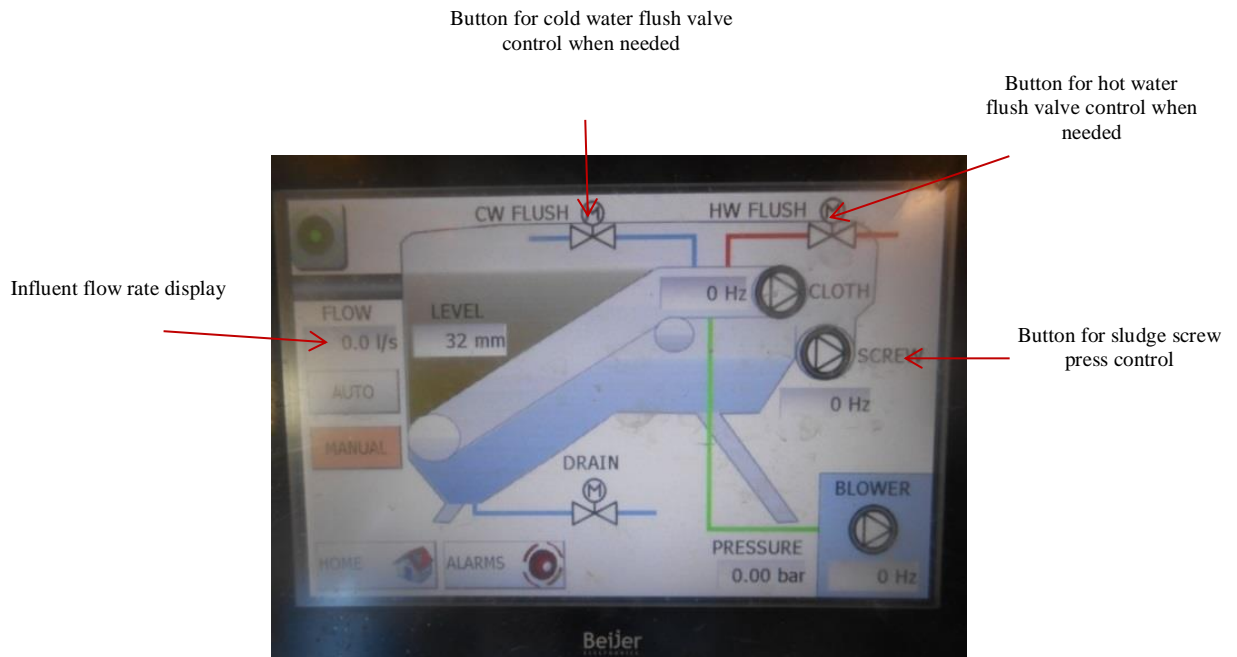 Button for cold water flush valve
control when needed
Button for hot water
flush valve control when
needed
CW FLUSH
M
HW FLUSH
M
Influent flow rate display
0 Hz
CLOTH
FLOW
LEVEL
0.0 l/s
32 mm
Button for sludge screw
press control
SCREW
AUTO
0 Hz
MANUAL
DRAIN
M
BLOWER
HOME
ALARMS
PRESSURE
0.00 bar
0 Hz
Beijer
ELECTRONICS